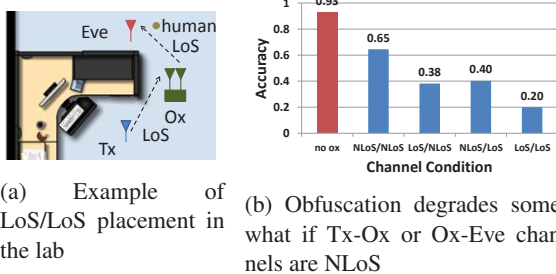 Eve
human
LoS
Ox
LoS
Tx
(a) Example of
LoS/LoS placement in
the lab
1
0.8
0.6
0.4
0.2
0
Accuracy
0.93
0.65
0.38
0.40
0.20
no ox NLoS/NLoS LoS/NLoS NLoS/LoS LoS/LoS
Channel Condition
(b) Obfuscation degrades some
what if Tx-Ox or Ox-Eve chan
nels are NLoS